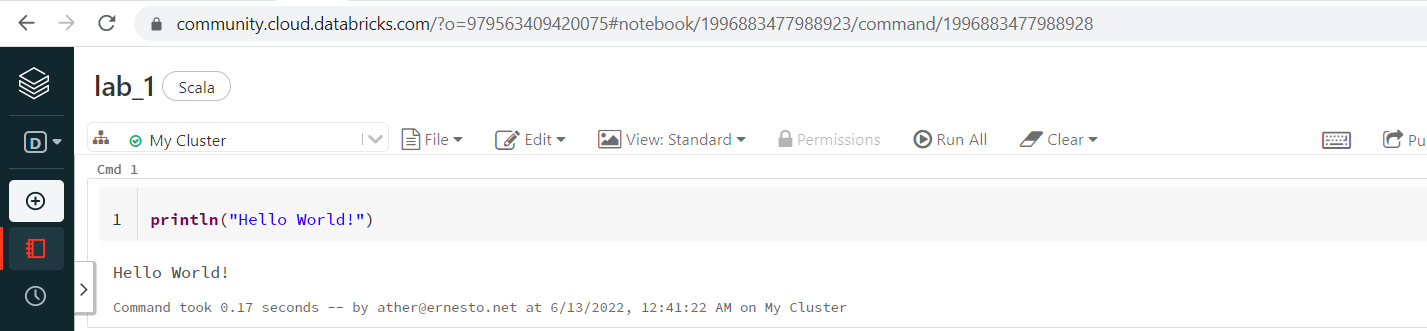 community.cloud.databricks.com/?o=979563409420075#notebook/1996883477988923/command/1996883477988928
lab_1 Scala
D
My Cluster File Edit View: Standard Permissions Run All Clear Pu
Cmd 1
1 println("Hello World!")
Hello World!
Command took 0.17 seconds -- by ather@ernesto.net at 6/13/2022, 12:41:22 AM on My Cluster